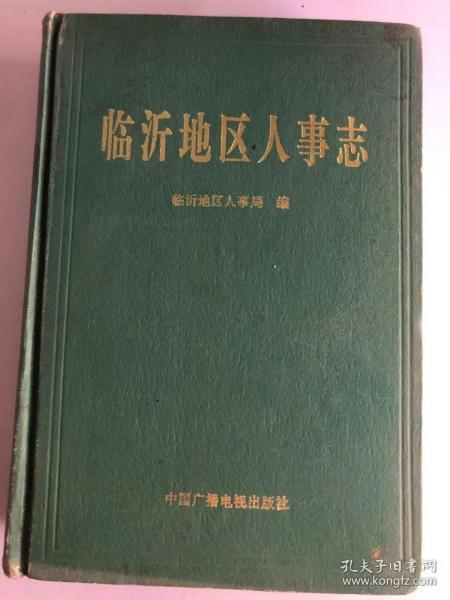 临沂地区人事志
临沂地区人事局 编
中国广播电视出版社
孔夫子旧书网
www.kongfz.com